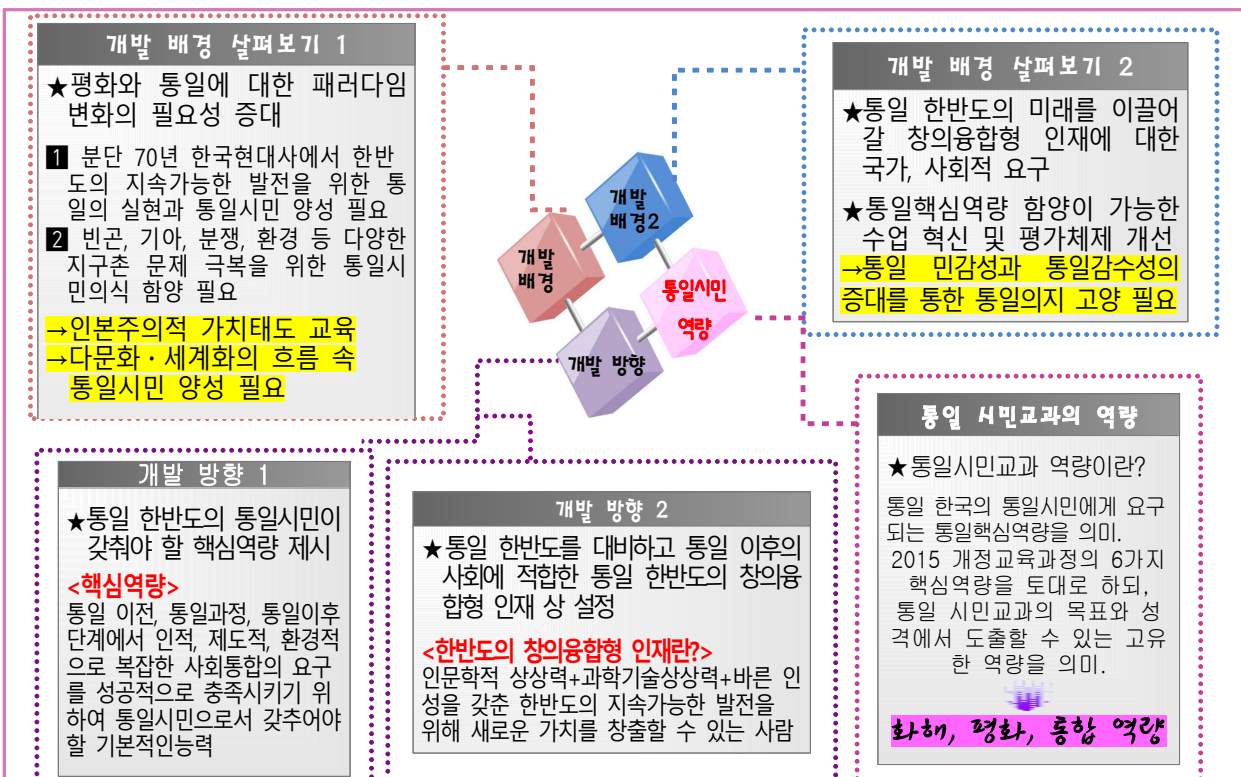 개발 배경 살펴보기 1
★평화와 통일에 대한 패러다임
변화의 필요성 증대
1 분단 70년 한국현대사에서 한반
도의 지속가능한 발전을 위한 통
일의 실현과 통일시민 양성 필요
2 빈곤, 기아, 분쟁, 환경 등 다양한
지구촌 문제 극복을 위한 통일시
민의식 함양 필요
→인본주의적 가치태도 교육
→다문화·세계화의 흐름 속
통일시민 양성 필요
개발
배경2
개발
배경
통일시민
역량
개발 방향
개발 배경 살펴보기 2
★통일 한반도의 미래를 이끌어
갈 창의융합형 인재에 대한
국가, 사회적 요구
★통일핵심역량 함양이 가능한
수업 혁신 및 평가체제 개선
→통일 민감성과 통일감수성의
증대를 통한 통일의지 고양 필요
개발 방향 1
★통일 한반도의 통일시민이
갖춰야 할 핵심역량 제시
<핵심역량>
통일 이전, 통일과정, 통일이후
단계에서 인적, 제도적, 환경적
으로 복잡한 사회통합의 요구
를 성공적으로 충족시키기 위
하여 통일시민으로서 갖추어야
할 기본적인능력
개발 방향 2
★통일 한반도를 대비하고 통일 이후의
사회에 적합한 통일 한반도의 창의융
합형 인재 상 설정
<한반도의 창의융합형 인재란?>
인문학적 상상력+과학기술상상력+바른 인
성을 갖춘 한반도의 지속가능한 발전을
위해 새로운 가치를 창출할 수 있는 사람
통일 시민교과의 역량
★통일시민교과 역량이란?
통일 한국의 통일시민에게 요구
되는 통일핵심역량을 의미.
2015 개정교육과정의 6가지
핵심역량을 토대로 하되,
통일 시민교과의 목표와 성
격에서 도출할 수 있는 고유
한 역량을 의미.
화해, 평화, 통합 역량